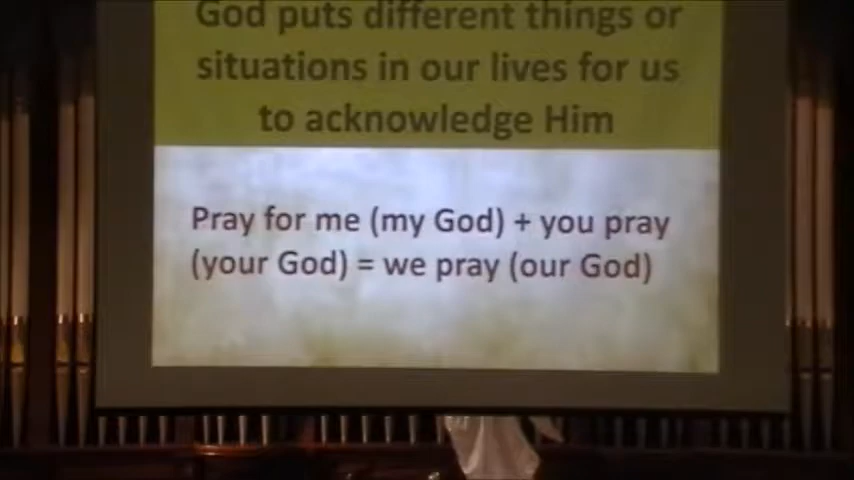 God puts different things or
situations in our lives for us
to acknowledge Him
Pray for me (my God) + you pray
(your God) = we pray (our God)